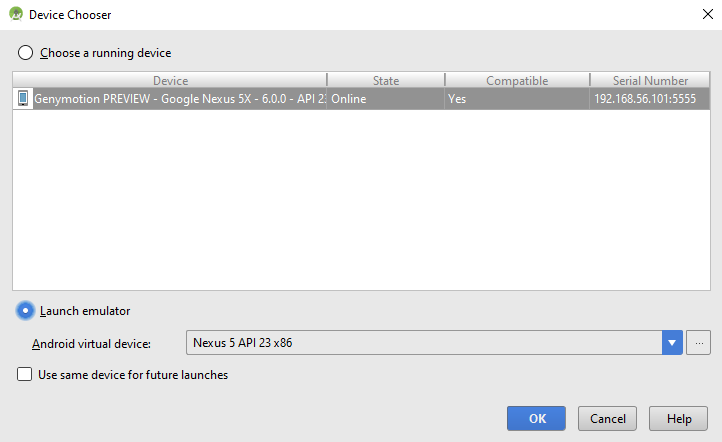 Device Chooser
Choose a running device
Device State Compatible Serial Number
Genymotion PREVIEW - Google Nexus 5X - 6.0.0 - API 23 Online Yes 192.168.56.101:5555
Launch emulator
Android virtual device: Nexus 5 API 23 x86 ...
Use same device for future launches
OK Cancel Help